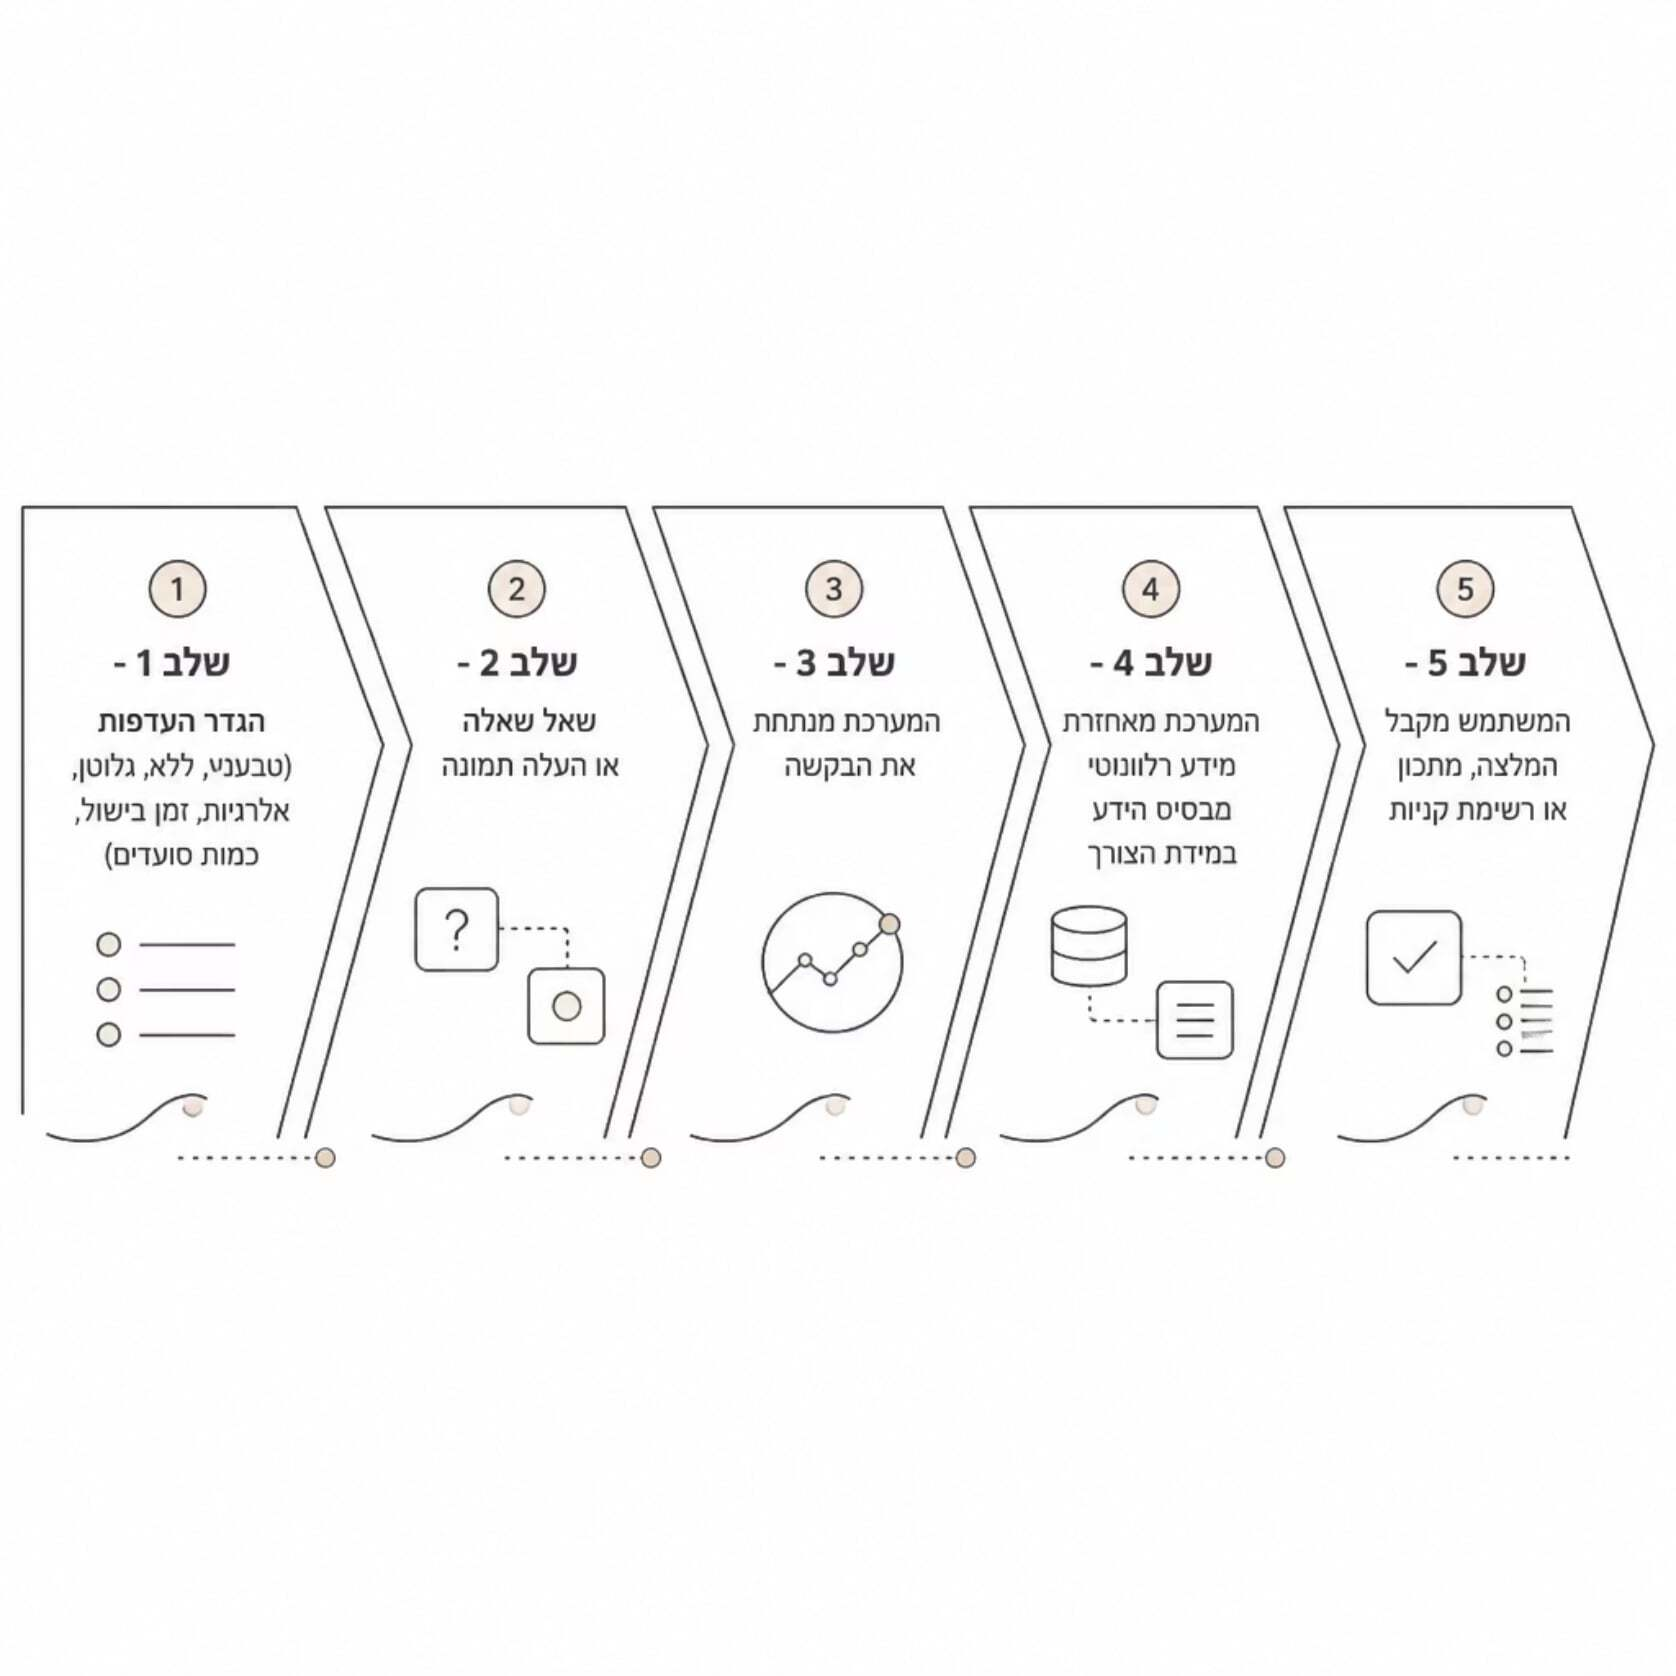 1
שלב 1 -
הגדר העדפות
(טבעוני, ללא, גלוטן,
אלרגיות, זמן בישול,
כמות סועדים)
2
שלב 2 -
שאל שאלה
או העלה תמונה
?
3
שלב 3 -
המערכת מנתחת
את הבקשה
4
שלב 4 -
המערכת מאחזרת
מידע רלוונוטי
מבסיס הידע
במידת הצורך
5
שלב 5 -
המשתמש מקבל
המלצה, מתכון
או רשימת קניות